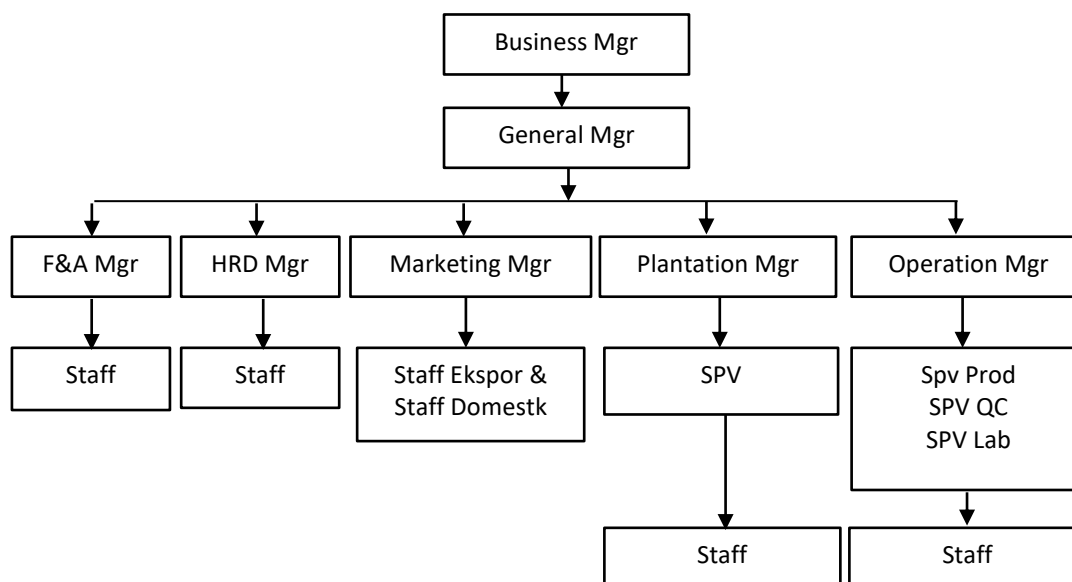 Business Mgr
General Mgr
F&A Mgr
HRD Mgr
Marketing Mgr
Plantation Mgr
Operation Mgr
Staff
Staff
Staff Ekspor &
Staff Domestk
SPV
Spv Prod
SPV QC
SPV Lab
Staff
Staff